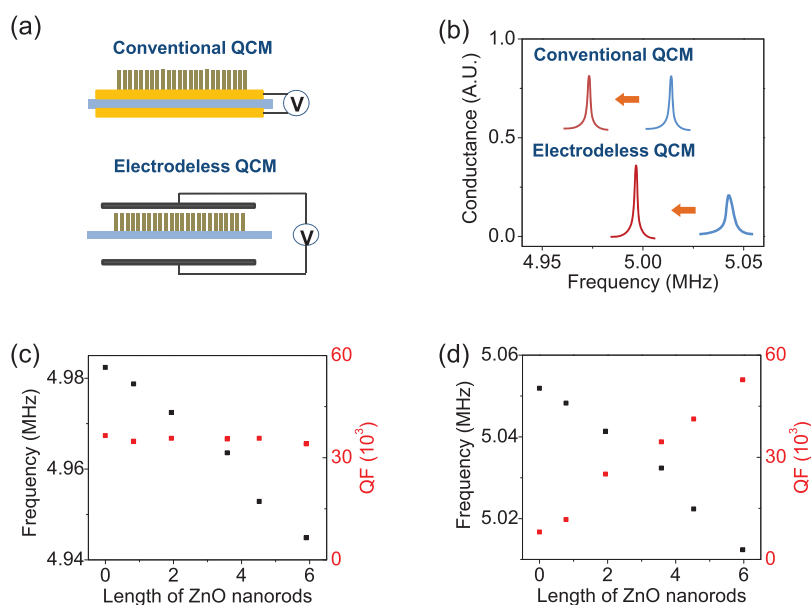 (a)
Conventional QCM
V
Electrodeless QCM
V
(b)
Conductance (A.U.)
1.0
0.5
0.0
Conventional QCM
Electrodeless QCM
4.95
5.00
5.05
Frequency (MHz)
(c)
Frequency (MHz)
4.98
4.96
4.94
60
30
0
QF (10³)
0
2
4
6
Length of ZnO nanorods
(d)
Frequency (MHz)
5.06
5.04
5.02
60
30
0
QF (10³)
0
2
4
6
Length of ZnO nanorods